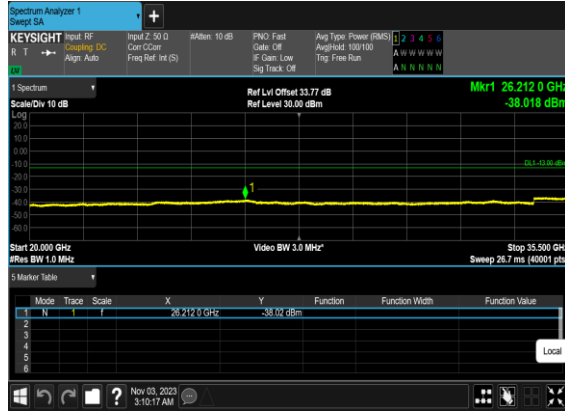 Spectrum Analyzer 1
Swept SA
+
KEYSIGHT Input: RF Input Z: 50 Ω #Atten: 10 dB PNO: Fast Avg Type: Power (RMS) 1 2 3 4 5 6
R T Coupling: DC Corr CCorr Gate: Off Avg|Hold: 100/100 A W W W W W
Align: Auto Freq Ref: Int (S) IF Gain: Low Trig: Free Run
LW Sig Track: Off A N N N N N
1 Spectrum Ref Lvl Offset 33.77 dB Mkr1 26.212 0 GHz
Scale/Div 10 dB Ref Level 30.00 dBm -38.018 dBm
Log
20.0
10.0
0.00
-10.0 DL1 -13.00 dBm
-20.0
-30.0 1
-40.0
-50.0
-60.0
Start 20.000 GHz Video BW 3.0 MHz* Stop 35.500 GHz
#Res BW 1.0 MHz Sweep 26.7 ms (40001 pts)
5 Marker Table
Mode Trace Scale X Y Function Function Width Function Value
1 N 1 f 26.212 0 GHz -38.02 dBm
2
3
4
5
6
Local
? Nov 03, 2023
3:10:17 AM